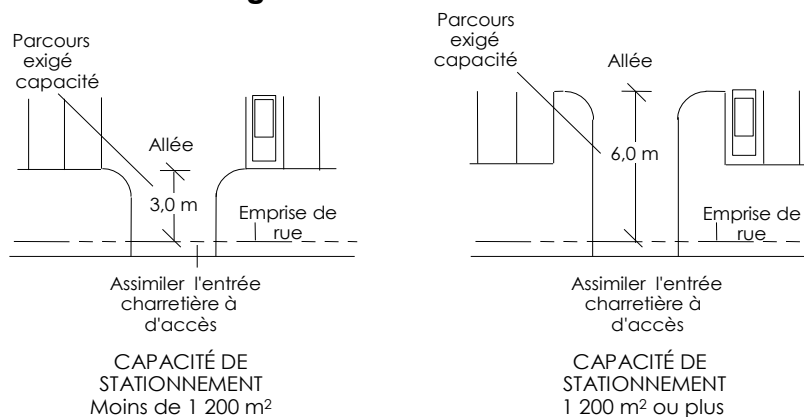 Parcours
exigé
capacité
Allée
3,0 m
Emprise de
rue
Assimiler l'entrée
charretière à
d'accès
CAPACITÉ DE
STATIONNEMENT
Moins de 1 200 m²
Parcours
exigé
capacité
Allée
6,0 m
Emprise de
rue
Assimiler l'entrée
charretière à
d'accès
CAPACITÉ DE
STATIONNEMENT
1 200 m² ou plus